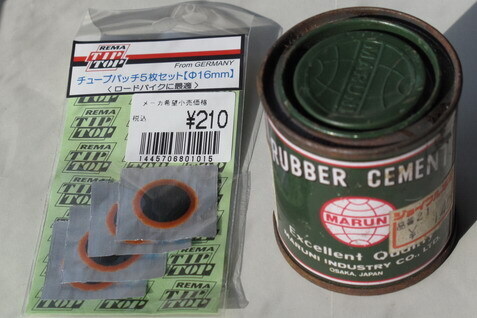 REMA
TIP
TOP
From GERMANY
チューブパッチ5枚セット【Φ16mm】
〈ロードバイクに最適〉
メーカ希望小売価格
税込
¥210
1445706801015
REMA
TIP TOP
RUBBER CEMENT
MARUN
Excellent Quality
MARUNI INDUSTRY CO., LTD.
OSAKA, JAPAN